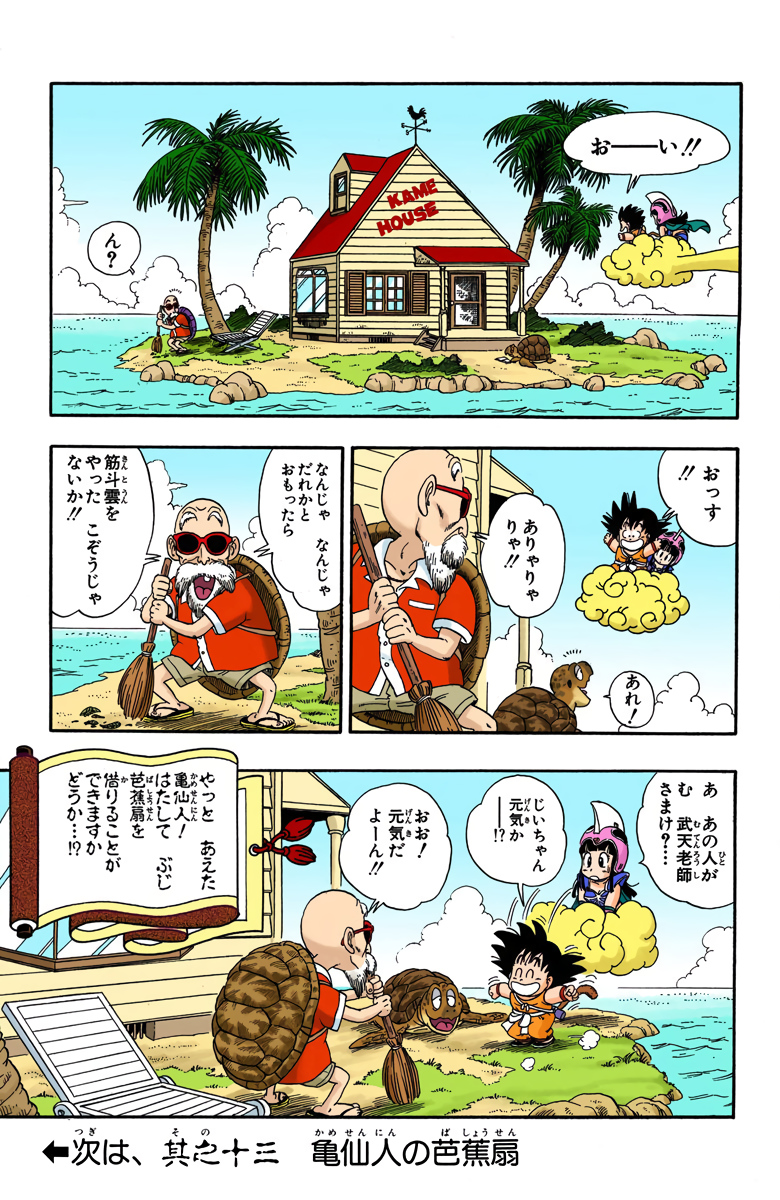 おーーい!!
KAME
HOUSE
ん?
おっす
!!
ありゃりゃ
りゃ!!
あれ!
なんじゃ なんじゃ
だれかと
おもったら
筋斗雲を
やった こぞうじゃ
ないか!!
あ あの人が
む 武天老師
さまけ?…
じいちゃん
元気か
ーー!?
おお!
元気だ
よーん!!
やっと あえた
亀仙人!
はたして ぶじ
芭蕉扇を
借りることが
できますか
どうか…!?
←次は、其之十三 亀仙人の芭蕉扇